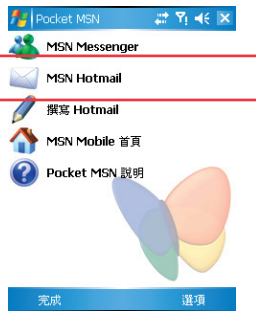 Pocket MSN
MSN Messenger
MSN Hotmail
撰寫 Hotmail
MSN Mobile 首頁
Pocket MSN 說明
完成
選項